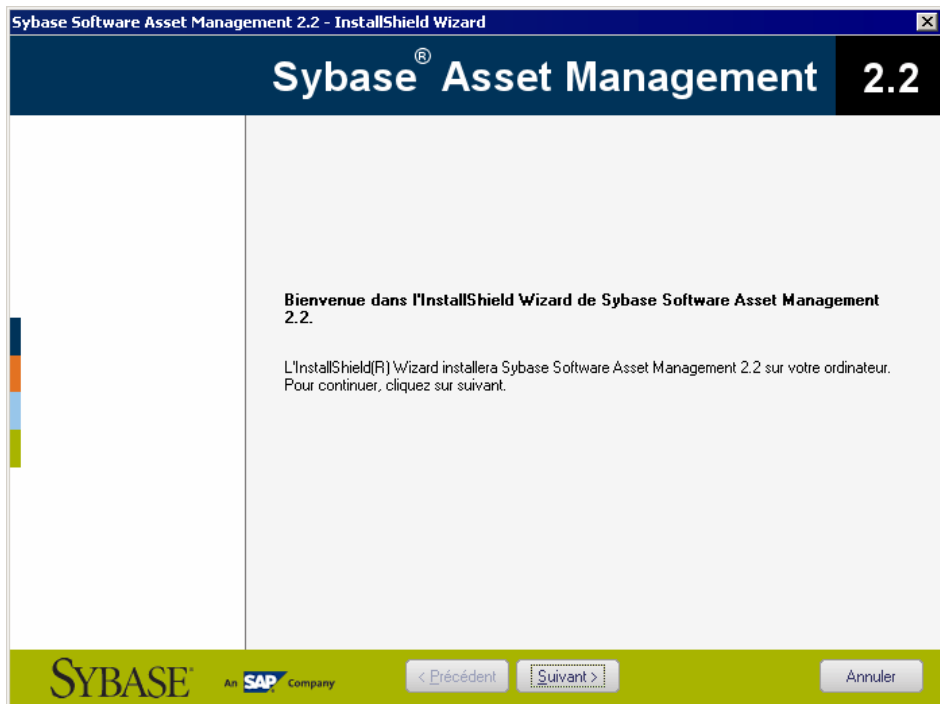 Sybase Software Asset Management 2.2 - InstallShield Wizard
Sybase® Asset Management 2.2
Bienvenue dans l'InstallShield Wizard de Sybase Software Asset Management
2.2.
L'InstallShield(R) Wizard installera Sybase Software Asset Management 2.2 sur votre ordinateur.
Pour continuer, cliquez sur suivant.
SYBASE An SAP Company < Précédent Suivant > Annuler